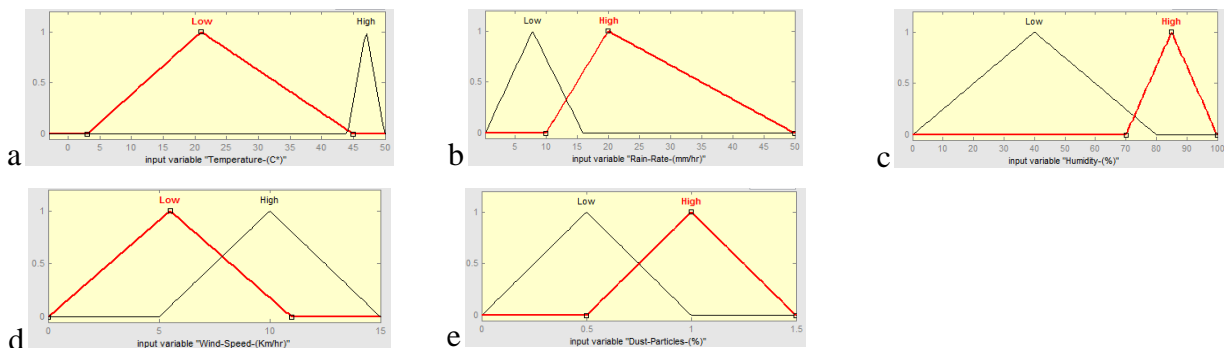 Low High
1
0.5
0
0 5 10 15 20 25 30 35 40 45 50
input variable "Temperature-(C°)"
a
Low High
1
0.5
0
5 10 15 20 25 30 35 40 45 50
input variable "Rain-Rate-(mm/hr)"
b
Low High
1
0.5
0
0 10 20 30 40 50 60 70 80 90 100
input variable "Humidity-(%)"
c
Low High
1
0.5
0
0 5 10 15
input variable "Wind-Speed-(Km/hr)"
d
Low High
1
0.5
0
0 0.5 1 1.5
input variable "Dust-Particles-(%)"
e